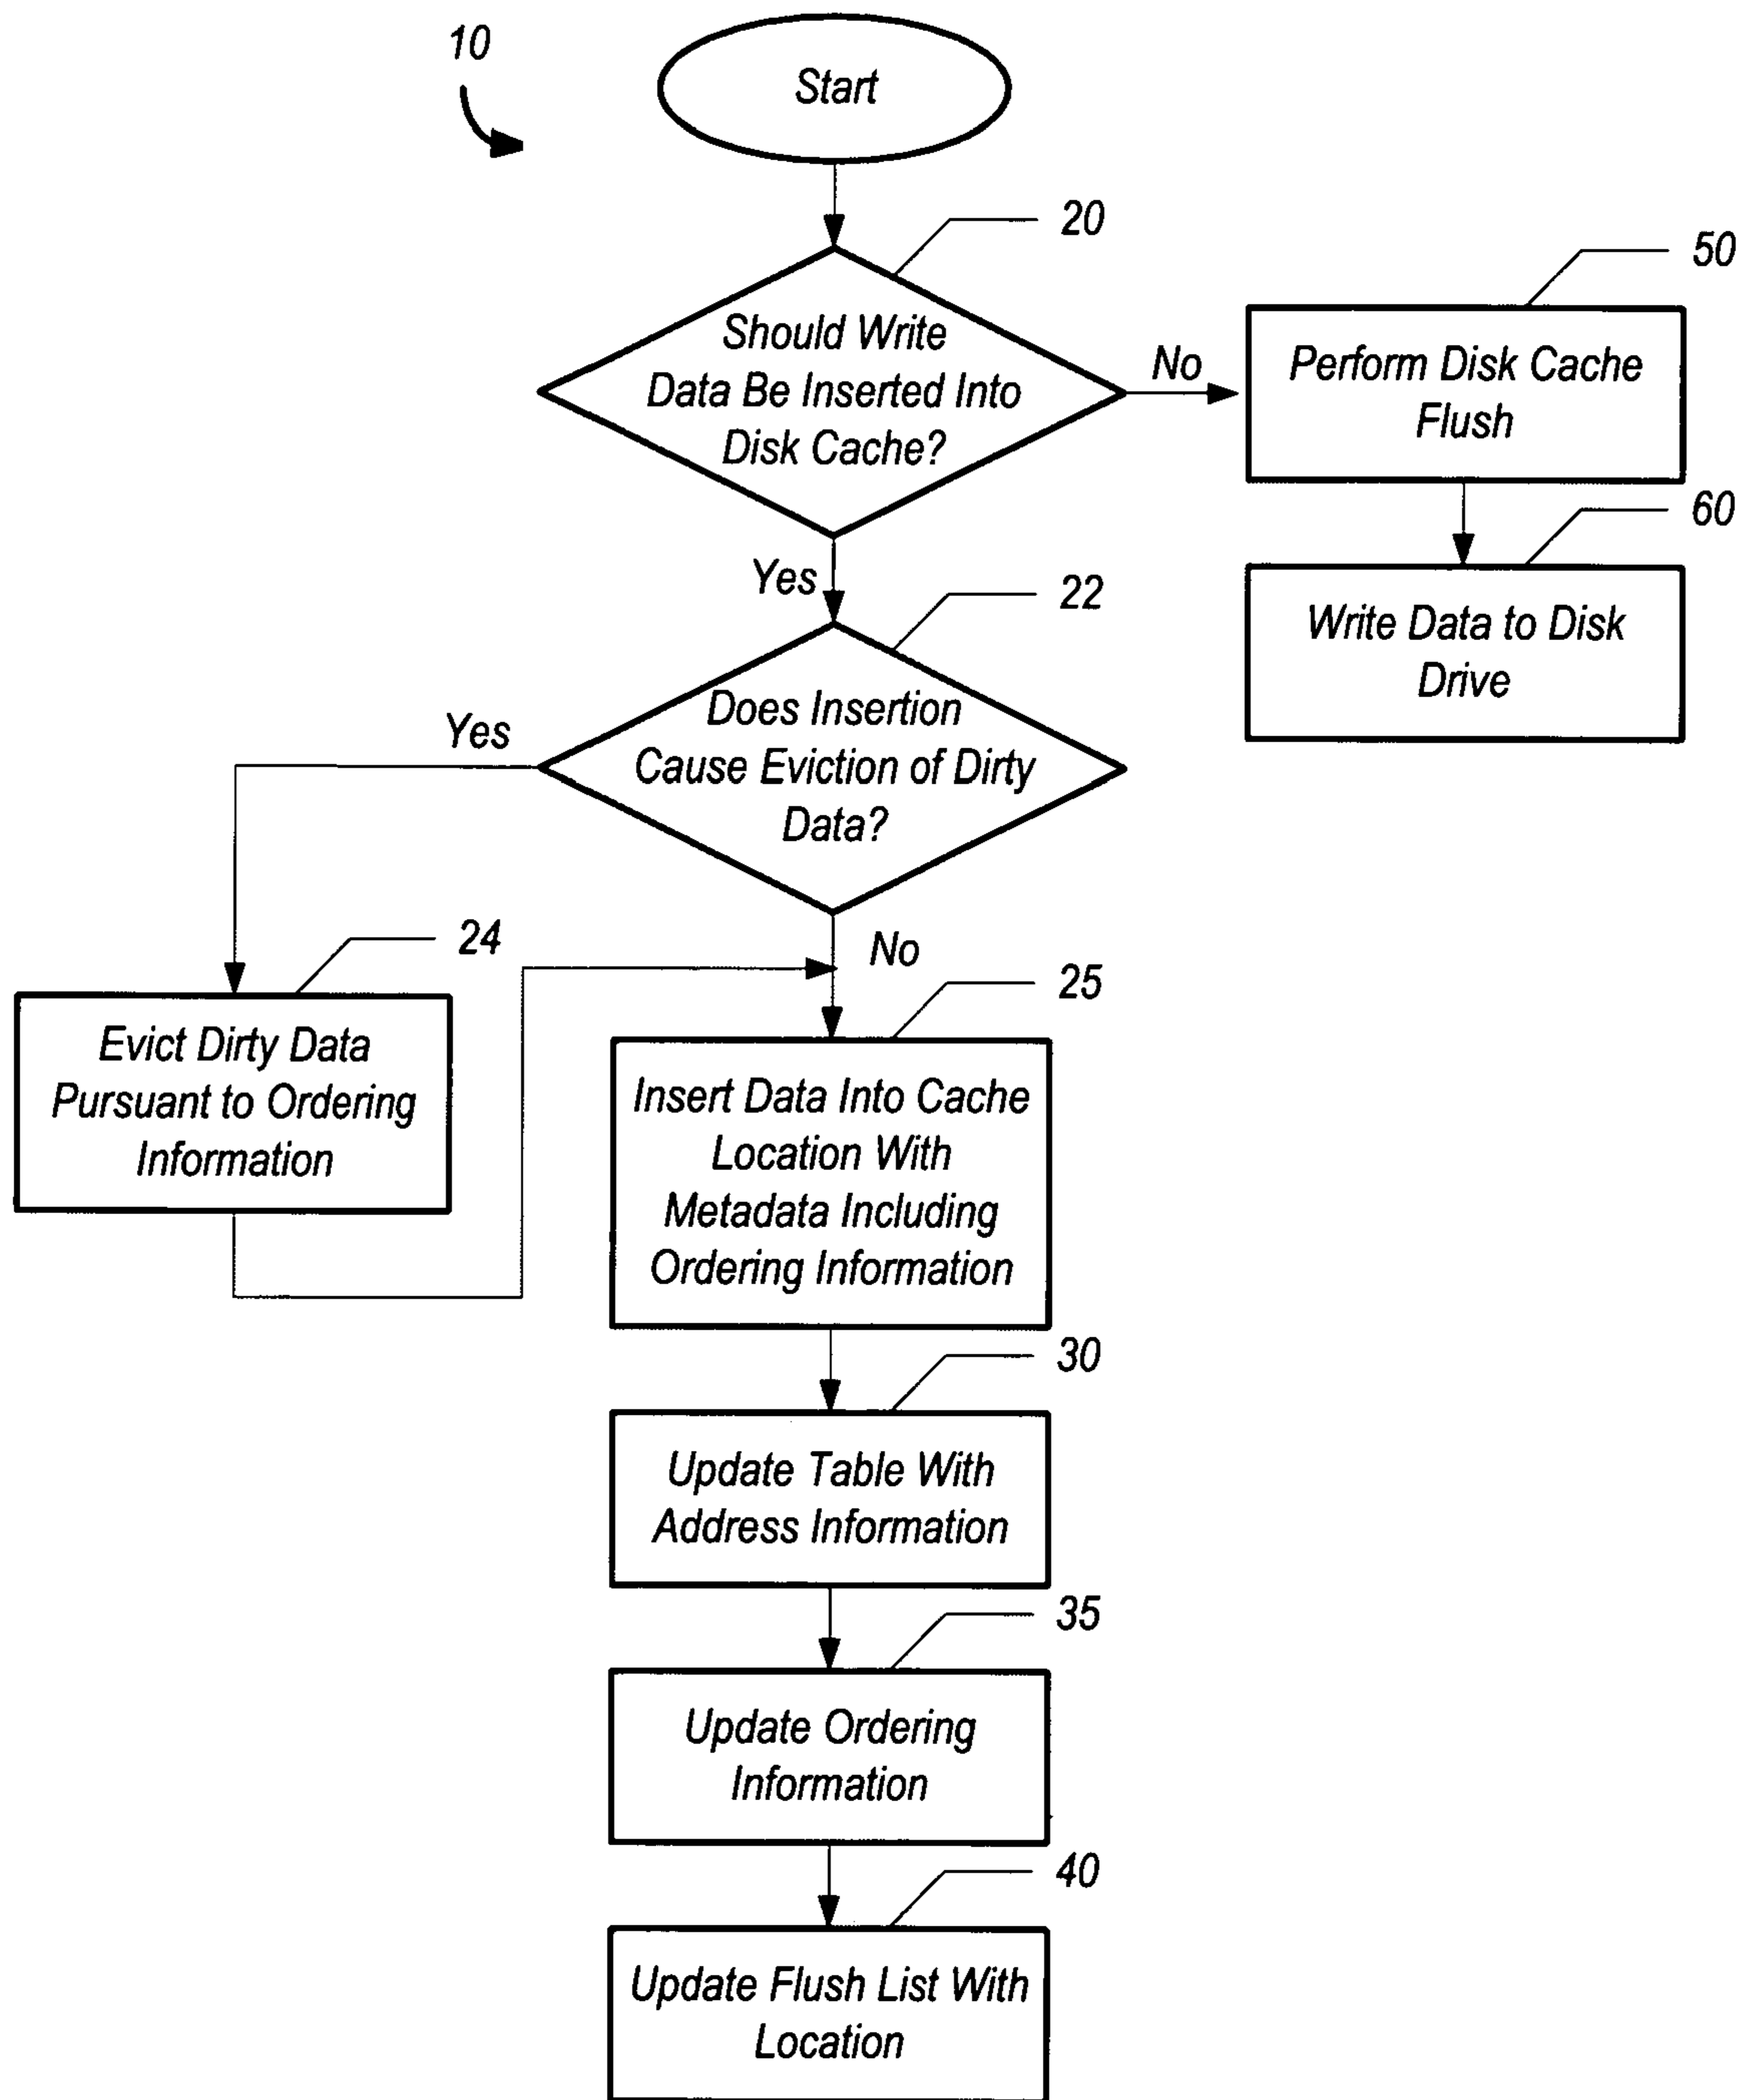 10
Start
20
Should Write
Data Be Inserted Into
Disk Cache?
No
50
Perform Disk Cache
Flush
60
Write Data to Disk
Drive
Yes
22
Does Insertion
Cause Eviction of Dirty
Data?
Yes
No
24
Evict Dirty Data
Pursuant to Ordering
Information
25
Insert Data Into Cache
Location With
Metadata Including
Ordering Information
30
Update Table With
Address Information
35
Update Ordering
Information
40
Update Flush List With
Location